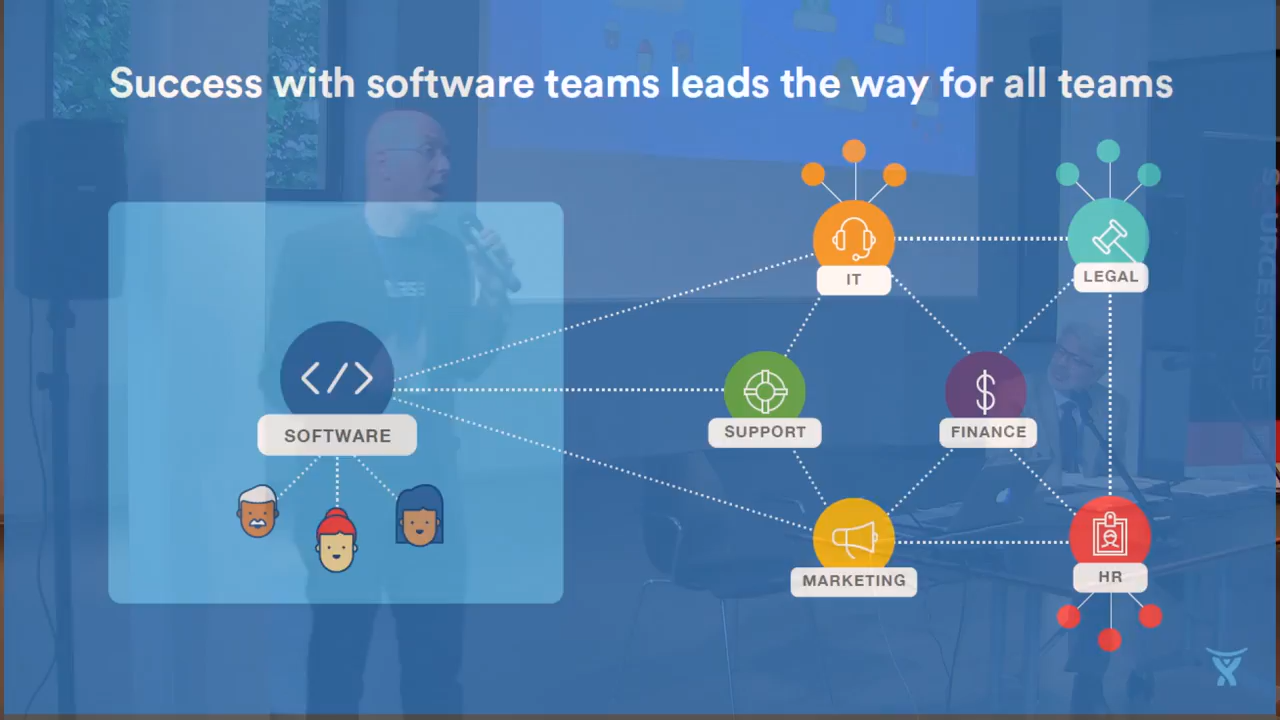 Success with software teams leads the way for all teams
IT
LEGAL
SUPPORT
FINANCE
SOFTWARE
MARKETING
HR